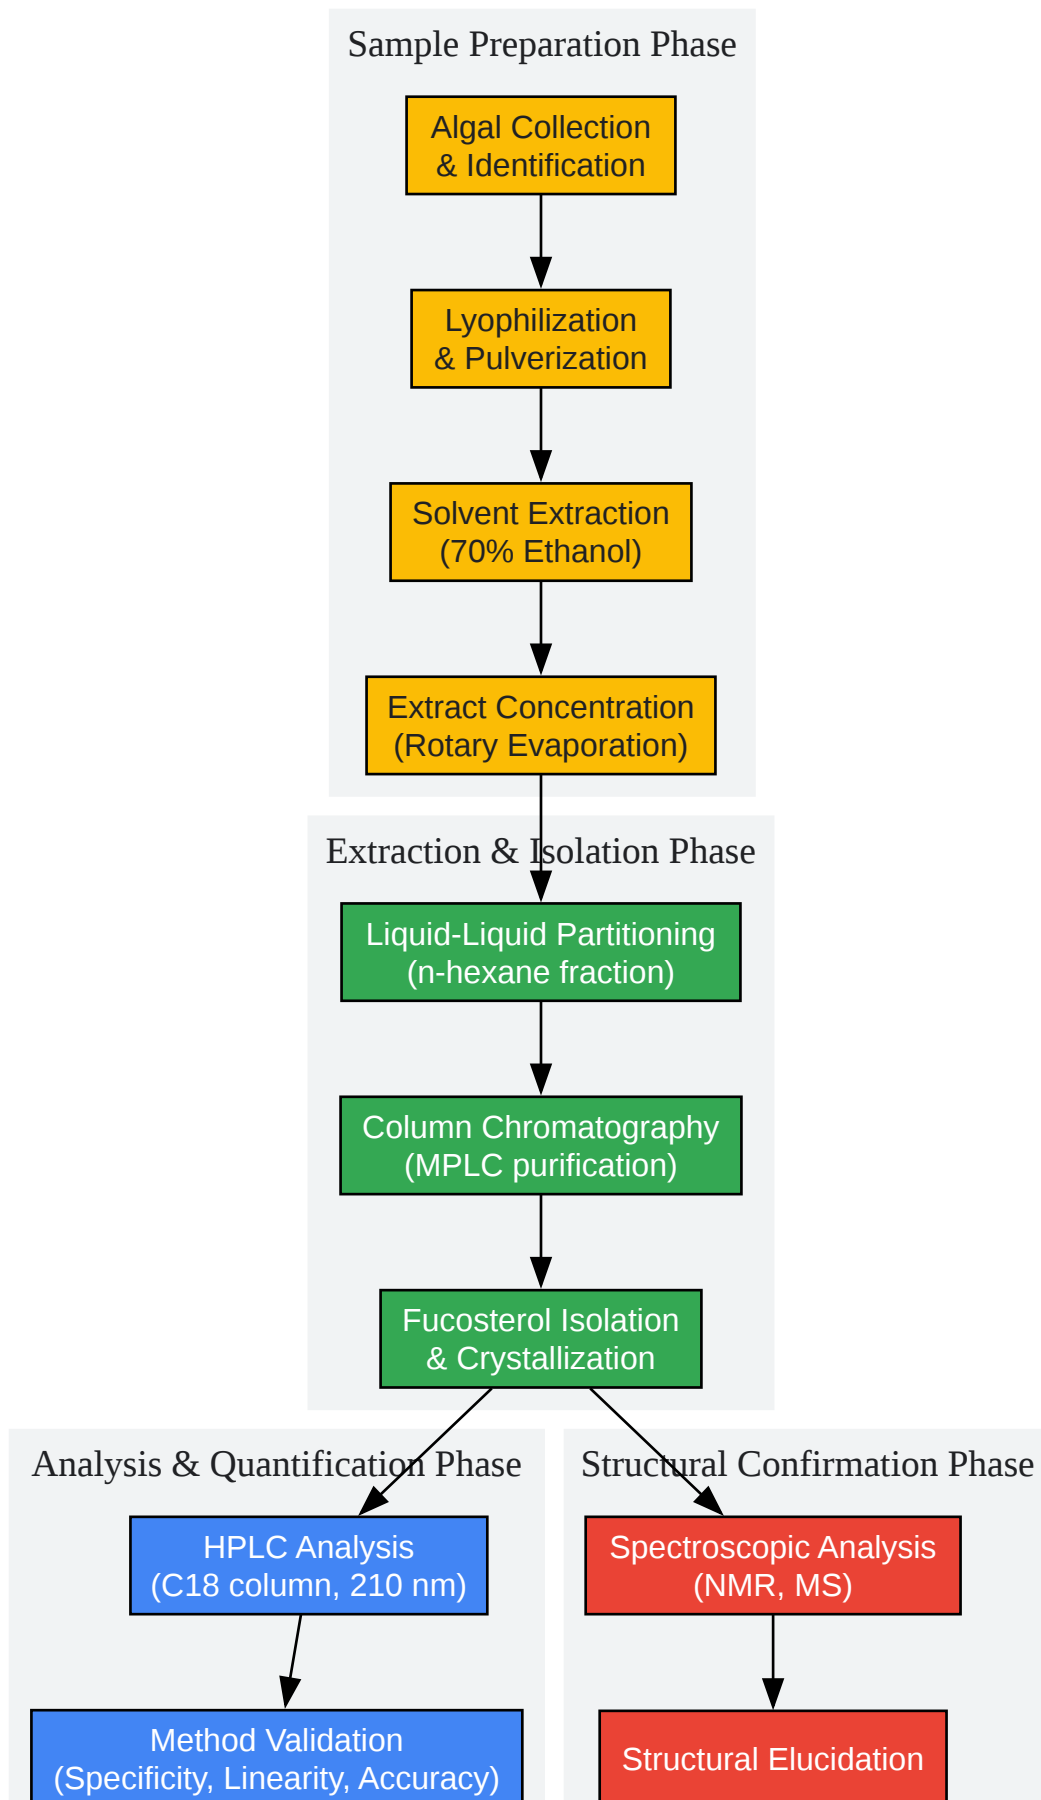 Sample Preparation Phase
Algal Collection
& Identification
Lyophilization
& Pulverization
Solvent Extraction
(70% Ethanol)
Extract Concentration
(Rotary Evaporation)
Extraction & Isolation Phase
Liquid-Liquid Partitioning
(n-hexane fraction)
Column Chromatography
(MPLC purification)
Fucosterol Isolation
& Crystallization
Analysis & Quantification Phase
HPLC Analysis
(C18 column, 210 nm)
Method Validation
(Specificity, Linearity, Accuracy)
Structural Confirmation Phase
Spectroscopic Analysis
(NMR, MS)
Structural Elucidation